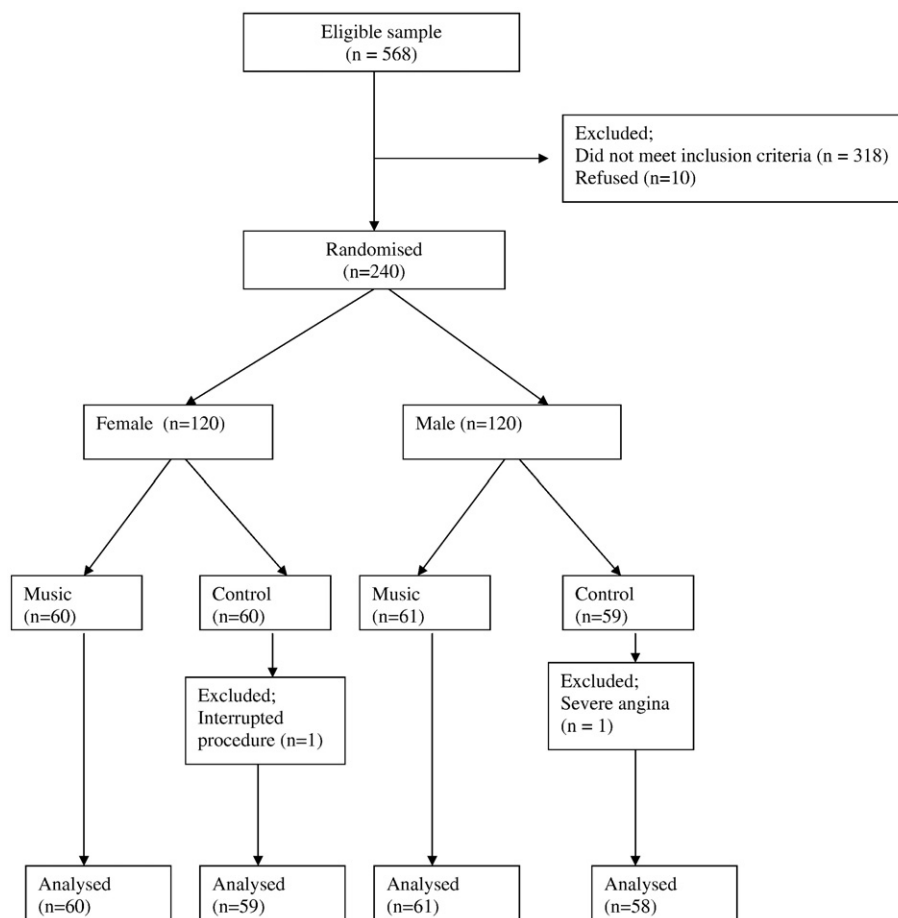 Eligible sample
(n = 568)
Excluded;
Did not meet inclusion criteria (n = 318)
Refused (n=10)
Randomised
(n=240)
Female (n=120)
Male (n=120)
Music
(n=60)
Control
(n=60)
Music
(n=61)
Control
(n=59)
Excluded;
Interrupted
procedure (n=1)
Excluded;
Severe angina
(n = 1)
Analysed
(n=60)
Analysed
(n=59)
Analysed
(n=61)
Analysed
(n=58)